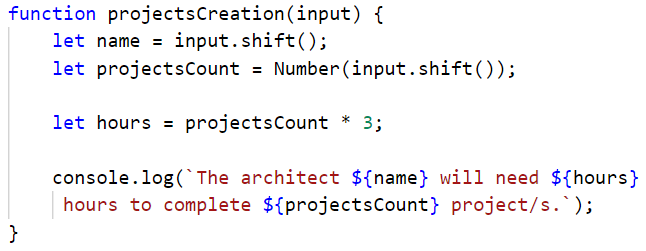 function projectsCreation(input) {
    let name = input.shift();
    let projectsCount = Number(input.shift());

    let hours = projectsCount * 3;

    console.log(`The architect ${name} will need ${hours}
     hours to complete ${projectsCount} project/s.`);
}